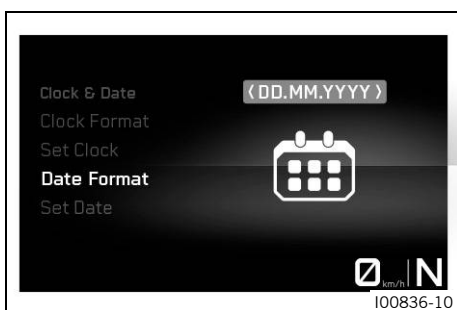 Clock & Date
⟨DD.MM.YYYY⟩
Clock Format
Set Clock
Date Format
Set Date
0 km/h N
I00836-10